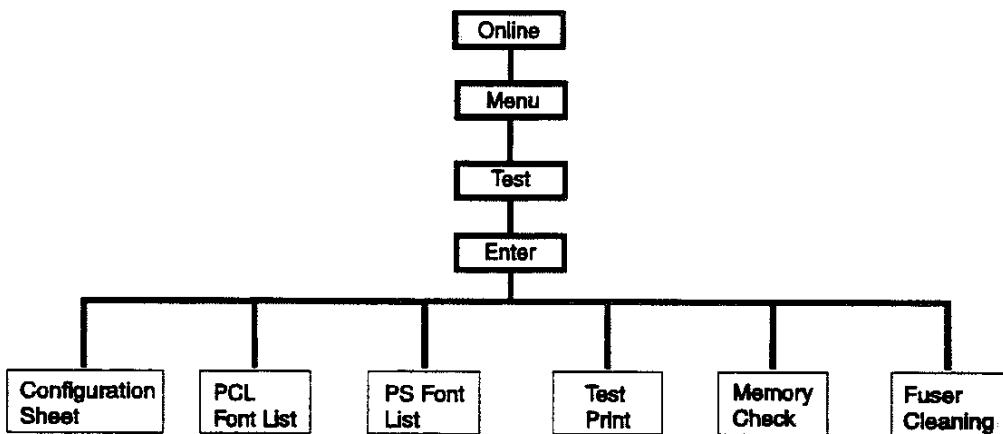 Online
Menu
Test
Enter
Configuration
Sheet
PCL
Font List
PS Font
List
Test
Print
Memory
Check
Fuser
Cleaning